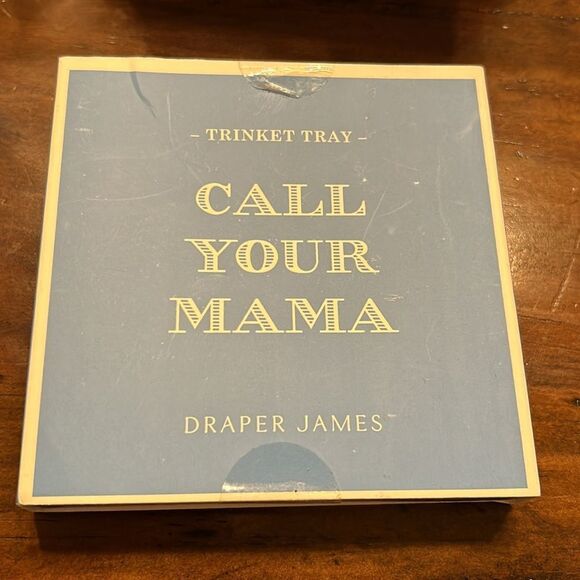 – TRINKET TRAY –
CALL
YOUR
MAMA
DRAPER JAMES